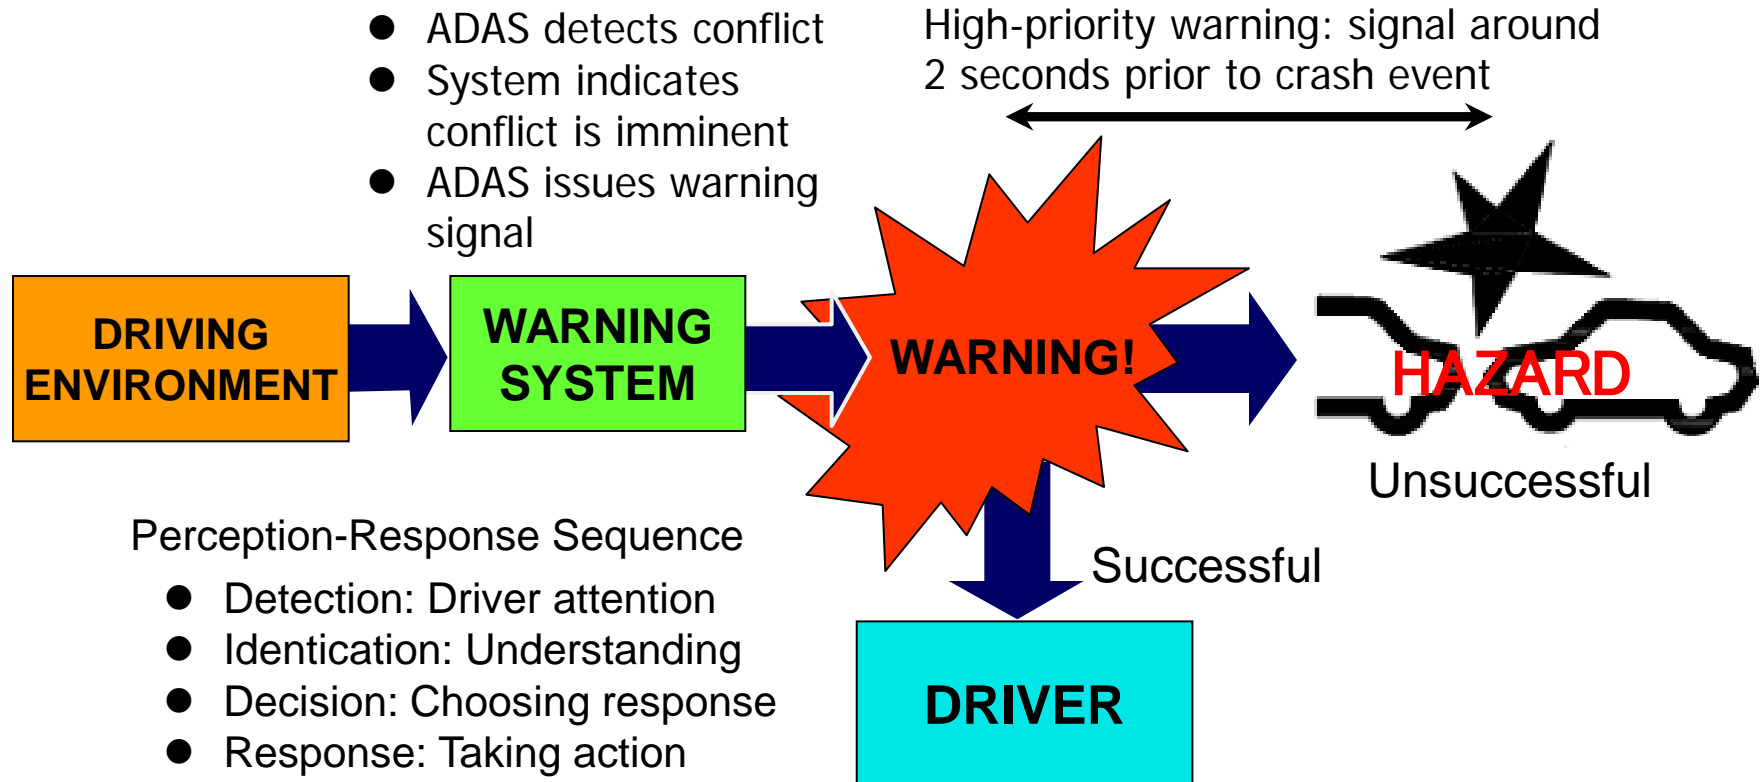 ● ADAS detects conflict
● System indicates
conflict is imminent
● ADAS issues warning
signal
High-priority warning: signal around
2 seconds prior to crash event
DRIVING
ENVIRONMENT
WARNING
SYSTEM
WARNING!
HAZARD
Unsuccessful
Successful
DRIVER
Perception-Response Sequence
● Detection: Driver attention
● Identication: Understanding
● Decision: Choosing response
● Response: Taking action